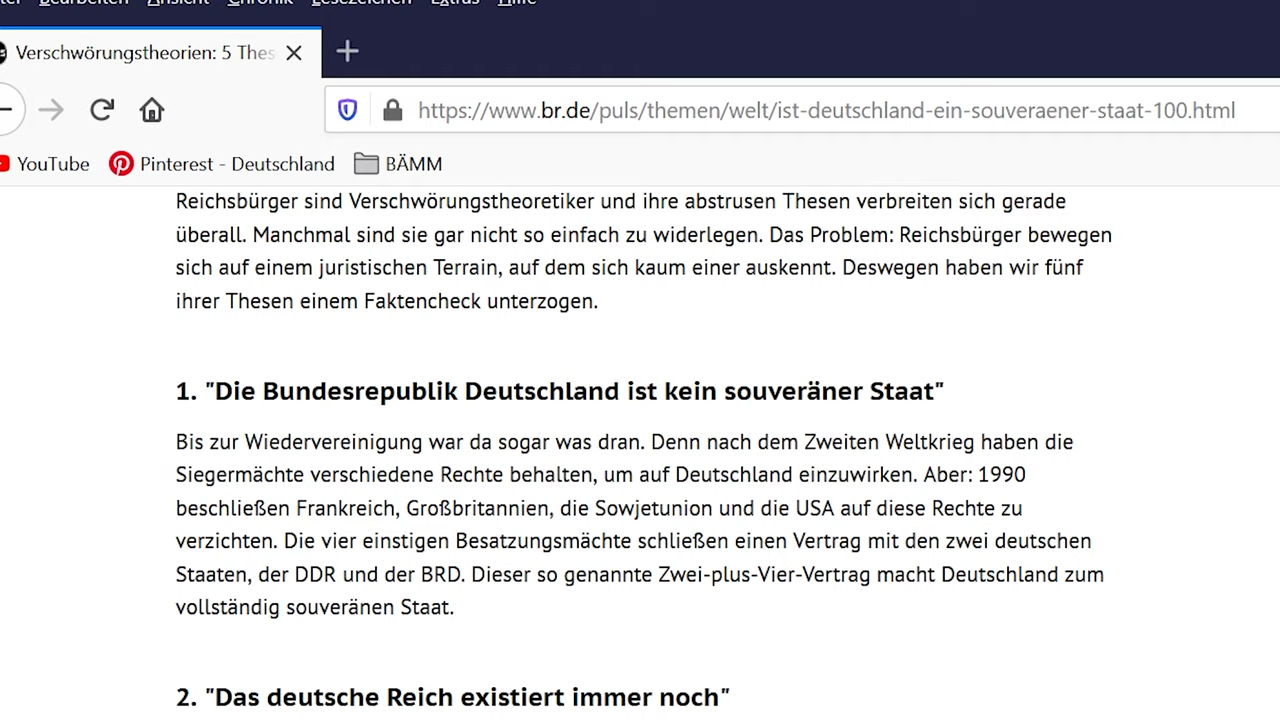 Bearbeiten Ansicht Chronik Lesezeichen Extras Hilfe
Verschwörungstheorien: 5 Thes
https://www.br.de/puls/themen/welt/ist-deutschland-ein-souveraener-staat-100.html
YouTube Pinterest - Deutschland BÄMM
Reichsbürger sind Verschwörungstheoretiker und ihre abstrusen Thesen verbreiten sich gerade
überall. Manchmal sind sie gar nicht so einfach zu widerlegen. Das Problem: Reichsbürger bewegen
sich auf einem juristischen Terrain, auf dem sich kaum einer auskennt. Deswegen haben wir fünf
ihrer Thesen einem Faktencheck unterzogen.
1. "Die Bundesrepublik Deutschland ist kein souveräner Staat"
Bis zur Wiedervereinigung war da sogar was dran. Denn nach dem Zweiten Weltkrieg haben die
Siegermächte verschiedene Rechte behalten, um auf Deutschland einzuwirken. Aber: 1990
beschließen Frankreich, Großbritannien, die Sowjetunion und die USA auf diese Rechte zu
verzichten. Die vier einstigen Besatzungsmächte schließen einen Vertrag mit den zwei deutschen
Staaten, der DDR und der BRD. Dieser so genannte Zwei-plus-Vier-Vertrag macht Deutschland zum
vollständig souveränen Staat.
2. "Das deutsche Reich existiert immer noch"